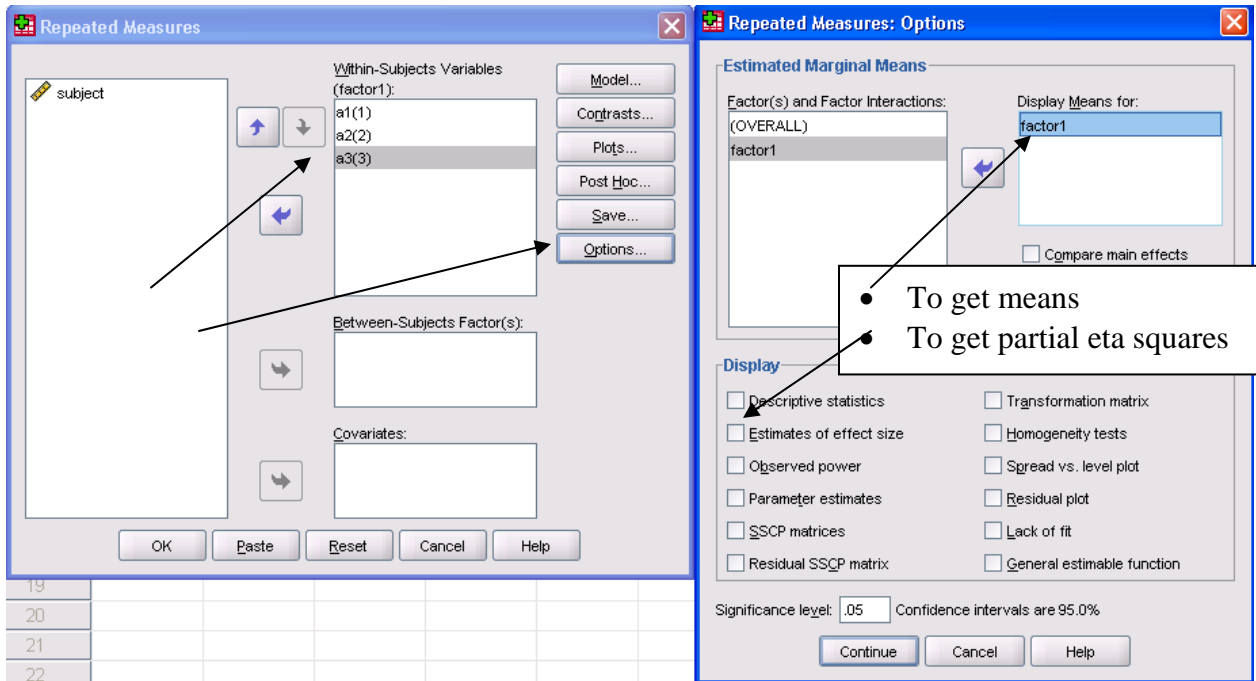 Repeated Measures
subject
Within-Subjects Variables
(factor1):
a1(1)
a2(2)
a3(3)
Model...
Contrasts...
Plots...
Post Hoc...
Save...
Options...
Between-Subjects Factor(s):
Covariates:
OK Paste Reset Cancel Help
19
20
21
22
Repeated Measures: Options
Estimated Marginal Means
Factor(s) and Factor Interactions:
(OVERALL)
factor1
Display Means for:
factor1
Compare main effects
• To get means
• To get partial eta squares
Display
Descriptive statistics
Estimates of effect size
Observed power
Parameter estimates
SSCP matrices
Residual SSCP matrix
Transformation matrix
Homogeneity tests
Spread vs. level plot
Residual plot
Lack of fit
General estimable function
Significance level: .05 Confidence intervals are 95.0%
Continue Cancel Help